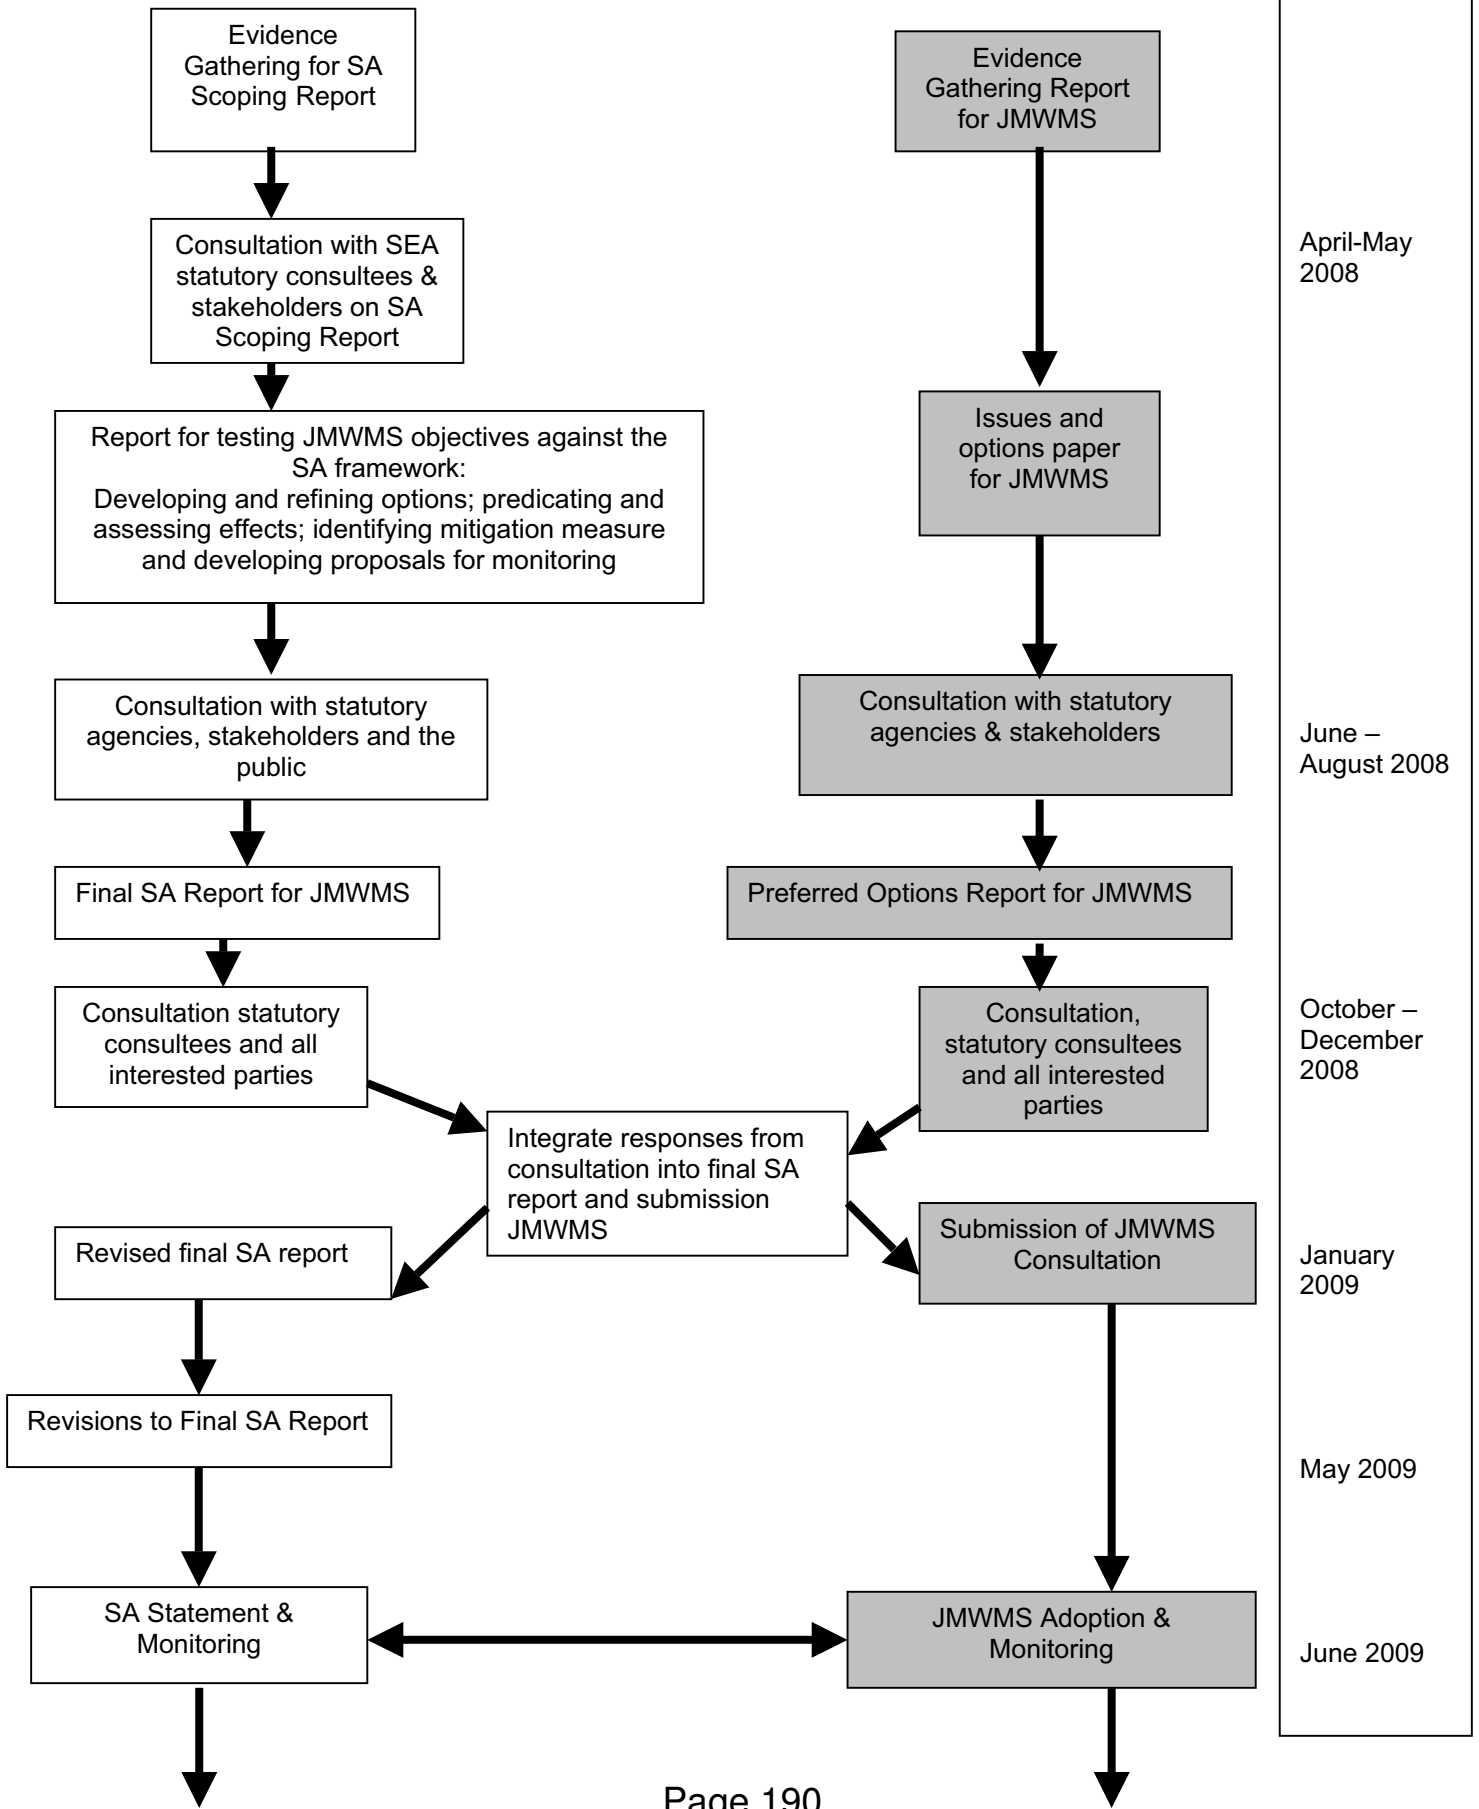 Evidence
Gathering for SA
Scoping Report
Evidence
Gathering Report
for JMWMS
Consultation with SEA
statutory consultees &
stakeholders on SA
Scoping Report
April-May
2008
Report for testing JMWMS objectives against the
SA framework:
Developing and refining options; predicating and
assessing effects; identifying mitigation measure
and developing proposals for monitoring
Issues and
options paper
for JMWMS
Consultation with statutory
agencies, stakeholders and the
public
Consultation with statutory
agencies & stakeholders
June –
August 2008
Final SA Report for JMWMS
Preferred Options Report for JMWMS
Consultation statutory
consultees and all
interested parties
Consultation,
statutory consultees
and all interested
parties
October –
December
2008
Integrate responses from
consultation into final SA
report and submission
JMWMS
Revised final SA report
Submission of JMWMS
Consultation
January
2009
Revisions to Final SA Report
May 2009
SA Statement &
Monitoring
JMWMS Adoption &
Monitoring
June 2009
Page 190